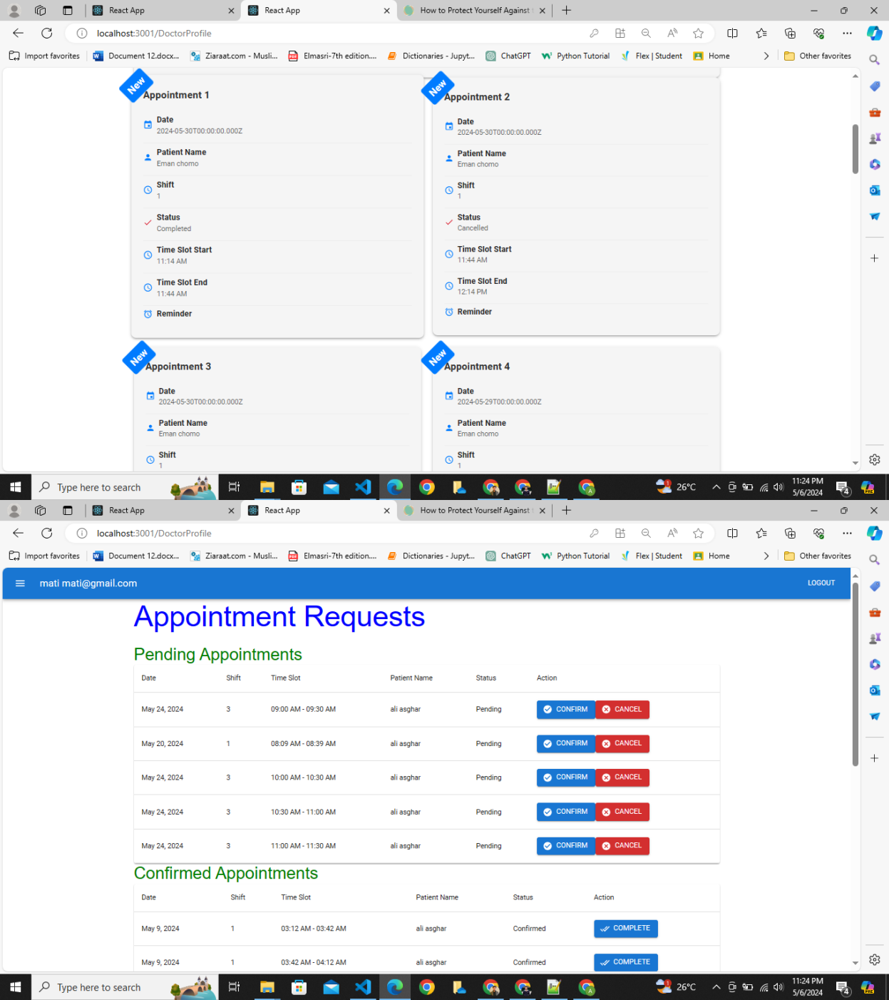 React App
React App
How to Protect Yourself Against
localhost:3001/DoctorProfile
Import favorites
Document 12.docx...
Ziaraat.com - Musli...
Elmasri-7th edition....
Dictionaries - Jupyt...
ChatGPT
Python Tutorial
Flex | Student
Home
Other favorites
New
Appointment 1
Date
2024-05-30T00:00:00.000Z
Patient Name
Eman chomo
Shift
1
Status
Completed
Time Slot Start
11:14 AM
Time Slot End
11:44 AM
Reminder
New
Appointment 2
Date
2024-05-30T00:00:00.000Z
Patient Name
Eman chomo
Shift
1
Status
Cancelled
Time Slot Start
11:44 AM
Time Slot End
12:14 PM
Reminder
New
Appointment 3
Date
2024-05-30T00:00:00.000Z
Patient Name
Eman chomo
Shift
1
New
Appointment 4
Date
2024-05-29T00:00:00.000Z
Patient Name
Eman chomo
Shift
1
Type here to search
26°C
11:24 PM
5/6/2024
4
React App
React App
How to Protect Yourself Against
localhost:3001/DoctorProfile
Import favorites
Document 12.docx...
Ziaraat.com - Musli...
Elmasri-7th edition....
Dictionaries - Jupyt...
ChatGPT
Python Tutorial
Flex | Student
Home
Other favorites
mati mati@gmail.com
LOGOUT
Appointment Requests
Pending Appointments
Date Shift Time Slot Patient Name Status Action
May 24, 2024 3 09:00 AM - 09:30 AM ali asghar Pending CONFIRM CANCEL
May 20, 2024 1 08:09 AM - 08:39 AM ali asghar Pending CONFIRM CANCEL
May 24, 2024 3 10:00 AM - 10:30 AM ali asghar Pending CONFIRM CANCEL
May 24, 2024 3 10:30 AM - 11:00 AM ali asghar Pending CONFIRM CANCEL
May 24, 2024 3 11:00 AM - 11:30 AM ali asghar Pending CONFIRM CANCEL
Confirmed Appointments
Date Shift Time Slot Patient Name Status Action
May 9, 2024 1 03:12 AM - 03:42 AM ali asghar Confirmed COMPLETE
May 9, 2024 1 03:42 AM - 04:12 AM ali asghar Confirmed COMPLETE
Type here to search
26°C
11:24 PM
5/6/2024
4